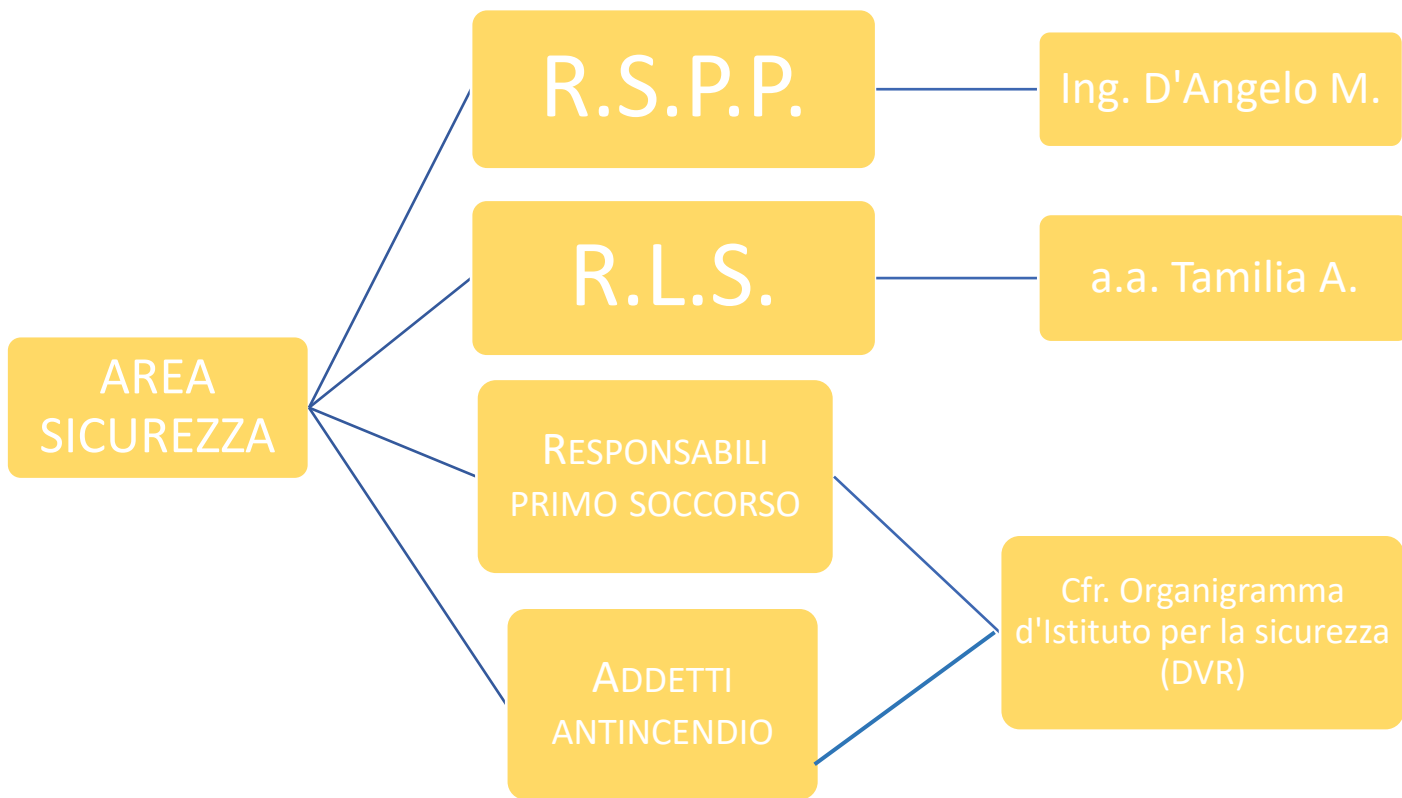 AREA
SICUREZZA
R.S.P.P.
Ing. D'Angelo M.
R.L.S.
a.a. Tamilia A.
RESPONSABILI
PRIMO SOCCORSO
ADDETTI
ANTINCENDIO
Cfr. Organigramma
d'Istituto per la sicurezza
(DVR)